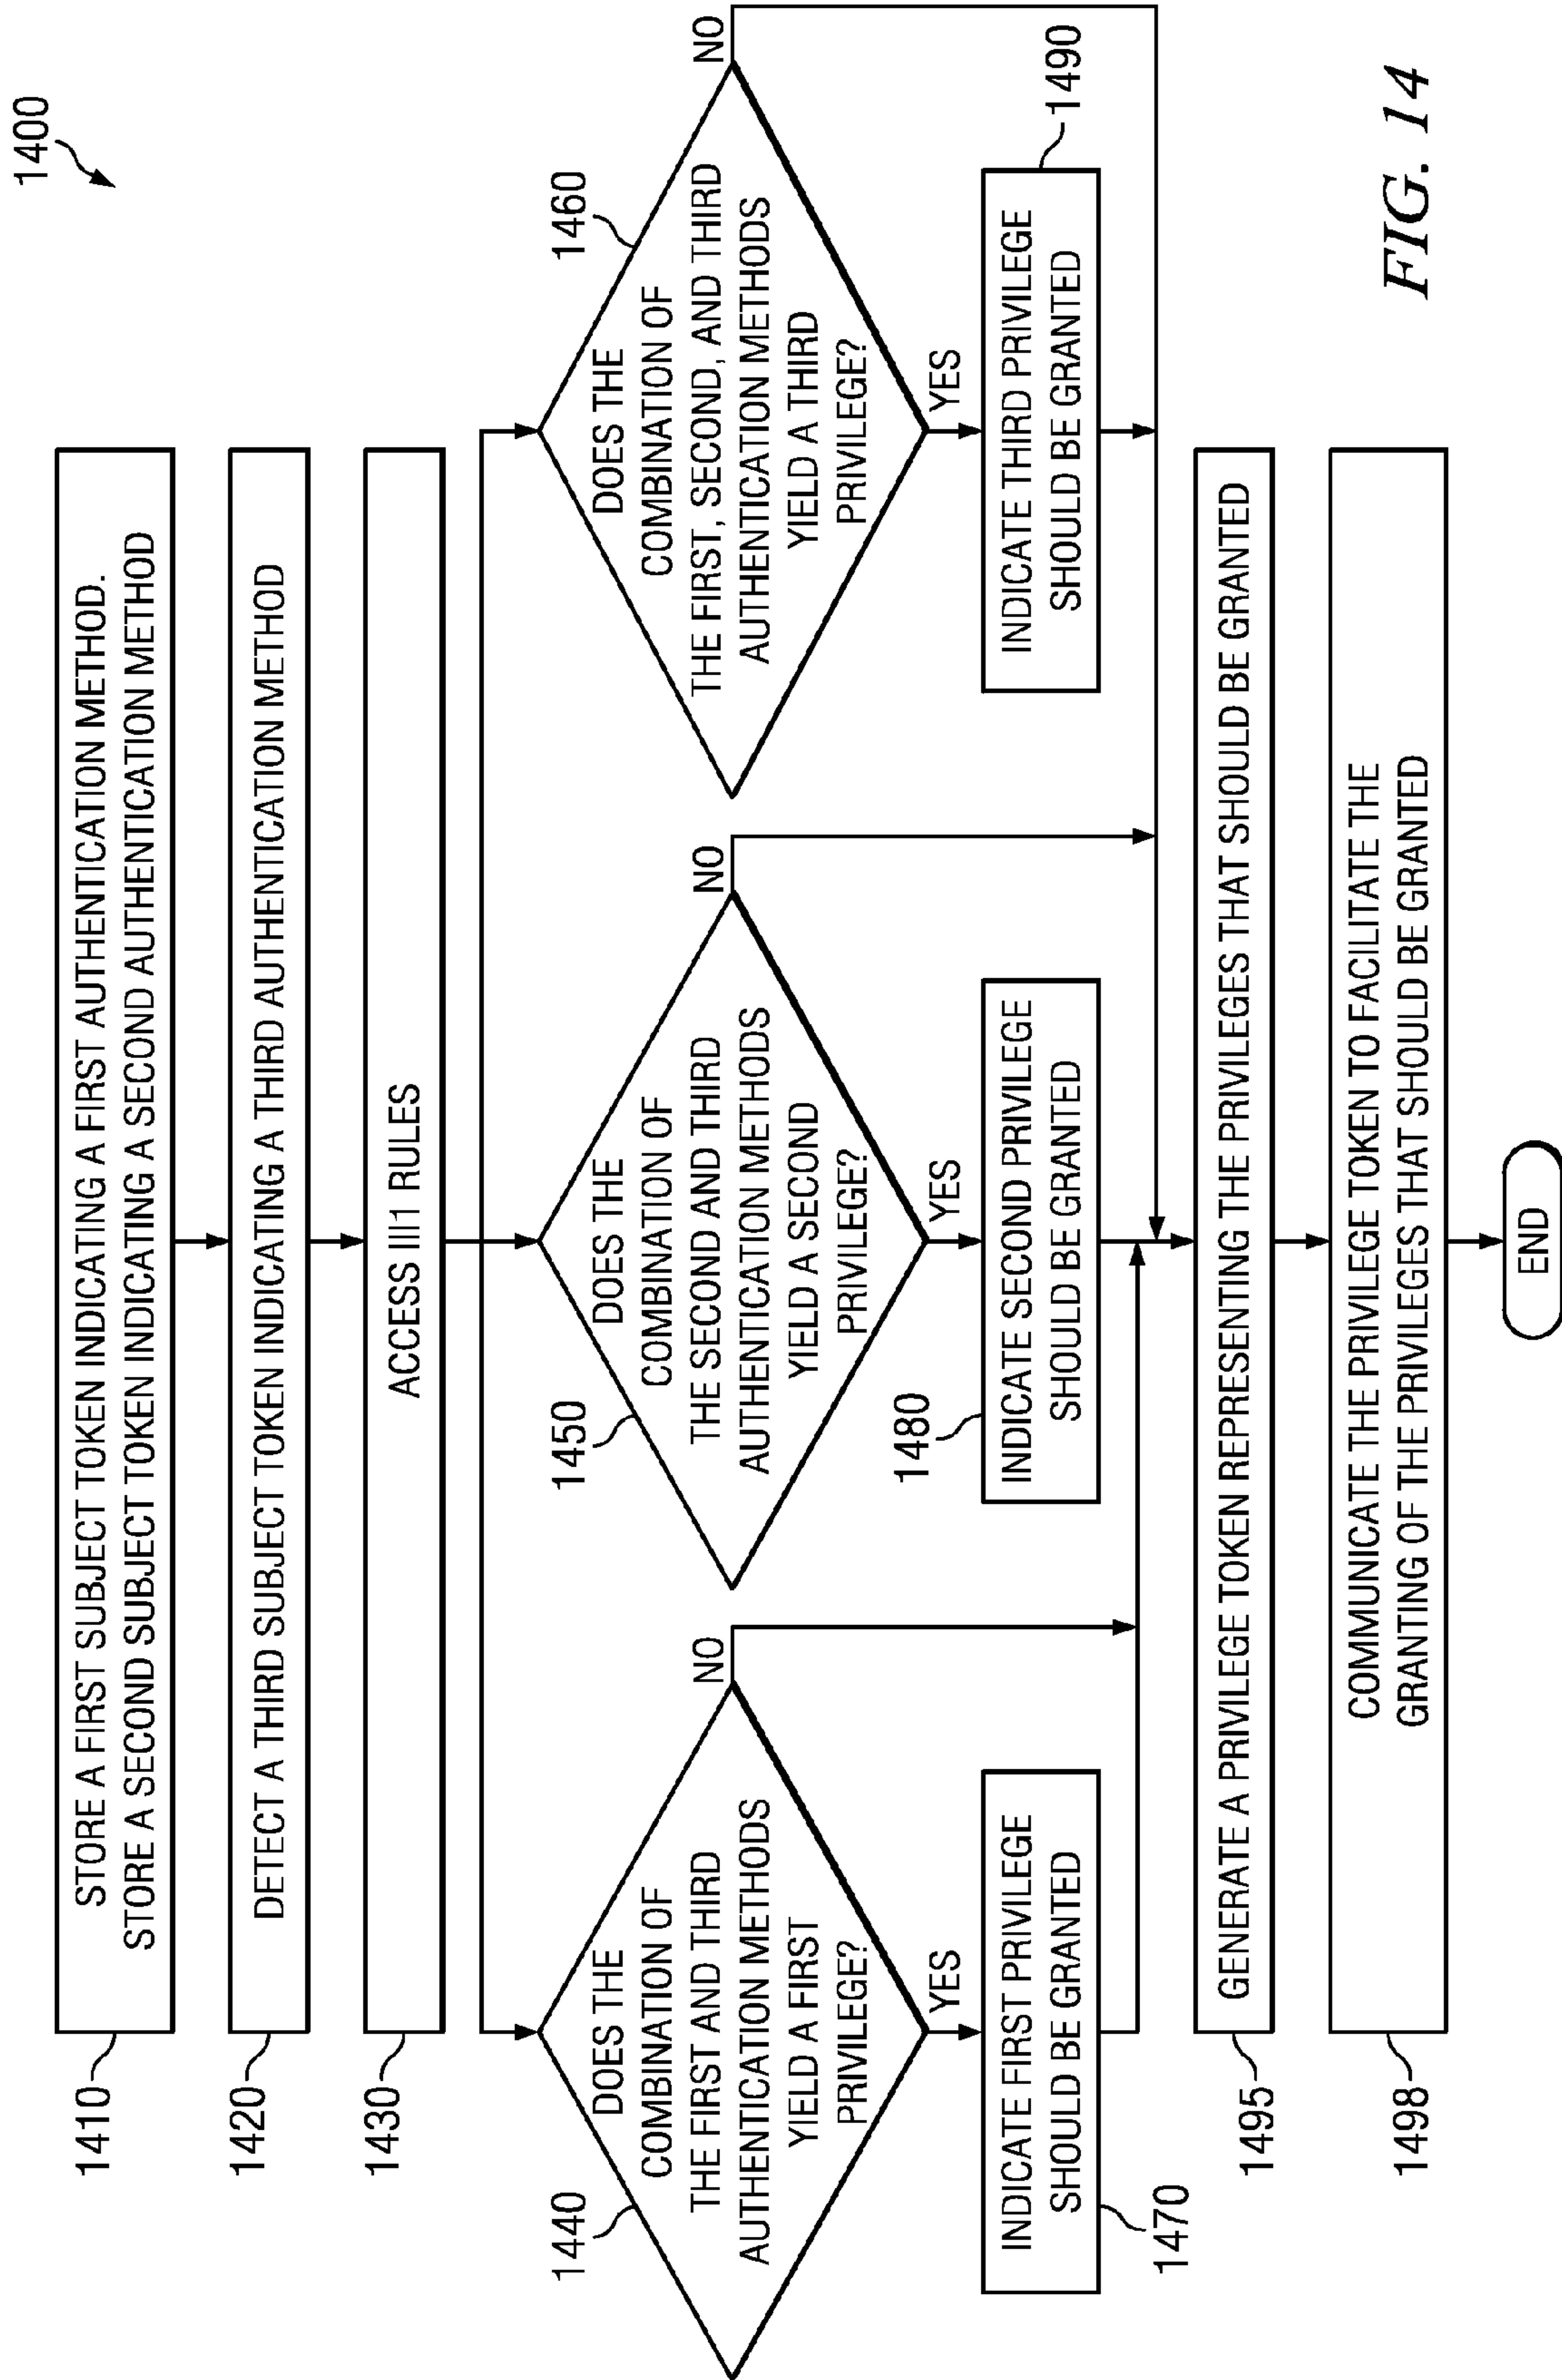 1400
1410
STORE A FIRST SUBJECT TOKEN INDICATING A FIRST AUTHENTICATION METHOD.
STORE A SECOND SUBJECT TOKEN INDICATING A SECOND AUTHENTICATION METHOD
1420
DETECT A THIRD SUBJECT TOKEN INDICATING A THIRD AUTHENTICATION METHOD
1430
ACCESS III1 RULES
1440
DOES THE
COMBINATION OF
THE FIRST AND THIRD
AUTHENTICATION METHODS
YIELD A FIRST
PRIVILEGE?
NO
YES
1450
DOES THE
COMBINATION OF
THE SECOND AND THIRD
AUTHENTICATION METHODS
YIELD A SECOND
PRIVILEGE?
NO
YES
1460
DOES THE
COMBINATION OF
THE FIRST, SECOND, AND THIRD
AUTHENTICATION METHODS
YIELD A THIRD
PRIVILEGE?
NO
YES
INDICATE FIRST PRIVILEGE
SHOULD BE GRANTED
1470
1480
INDICATE SECOND PRIVILEGE
SHOULD BE GRANTED
INDICATE THIRD PRIVILEGE
SHOULD BE GRANTED
1490
1495
GENERATE A PRIVILEGE TOKEN REPRESENTING THE PRIVILEGES THAT SHOULD BE GRANTED
1498
COMMUNICATE THE PRIVILEGE TOKEN TO FACILITATE THE
GRANTING OF THE PRIVILEGES THAT SHOULD BE GRANTED
END
FIG. 14